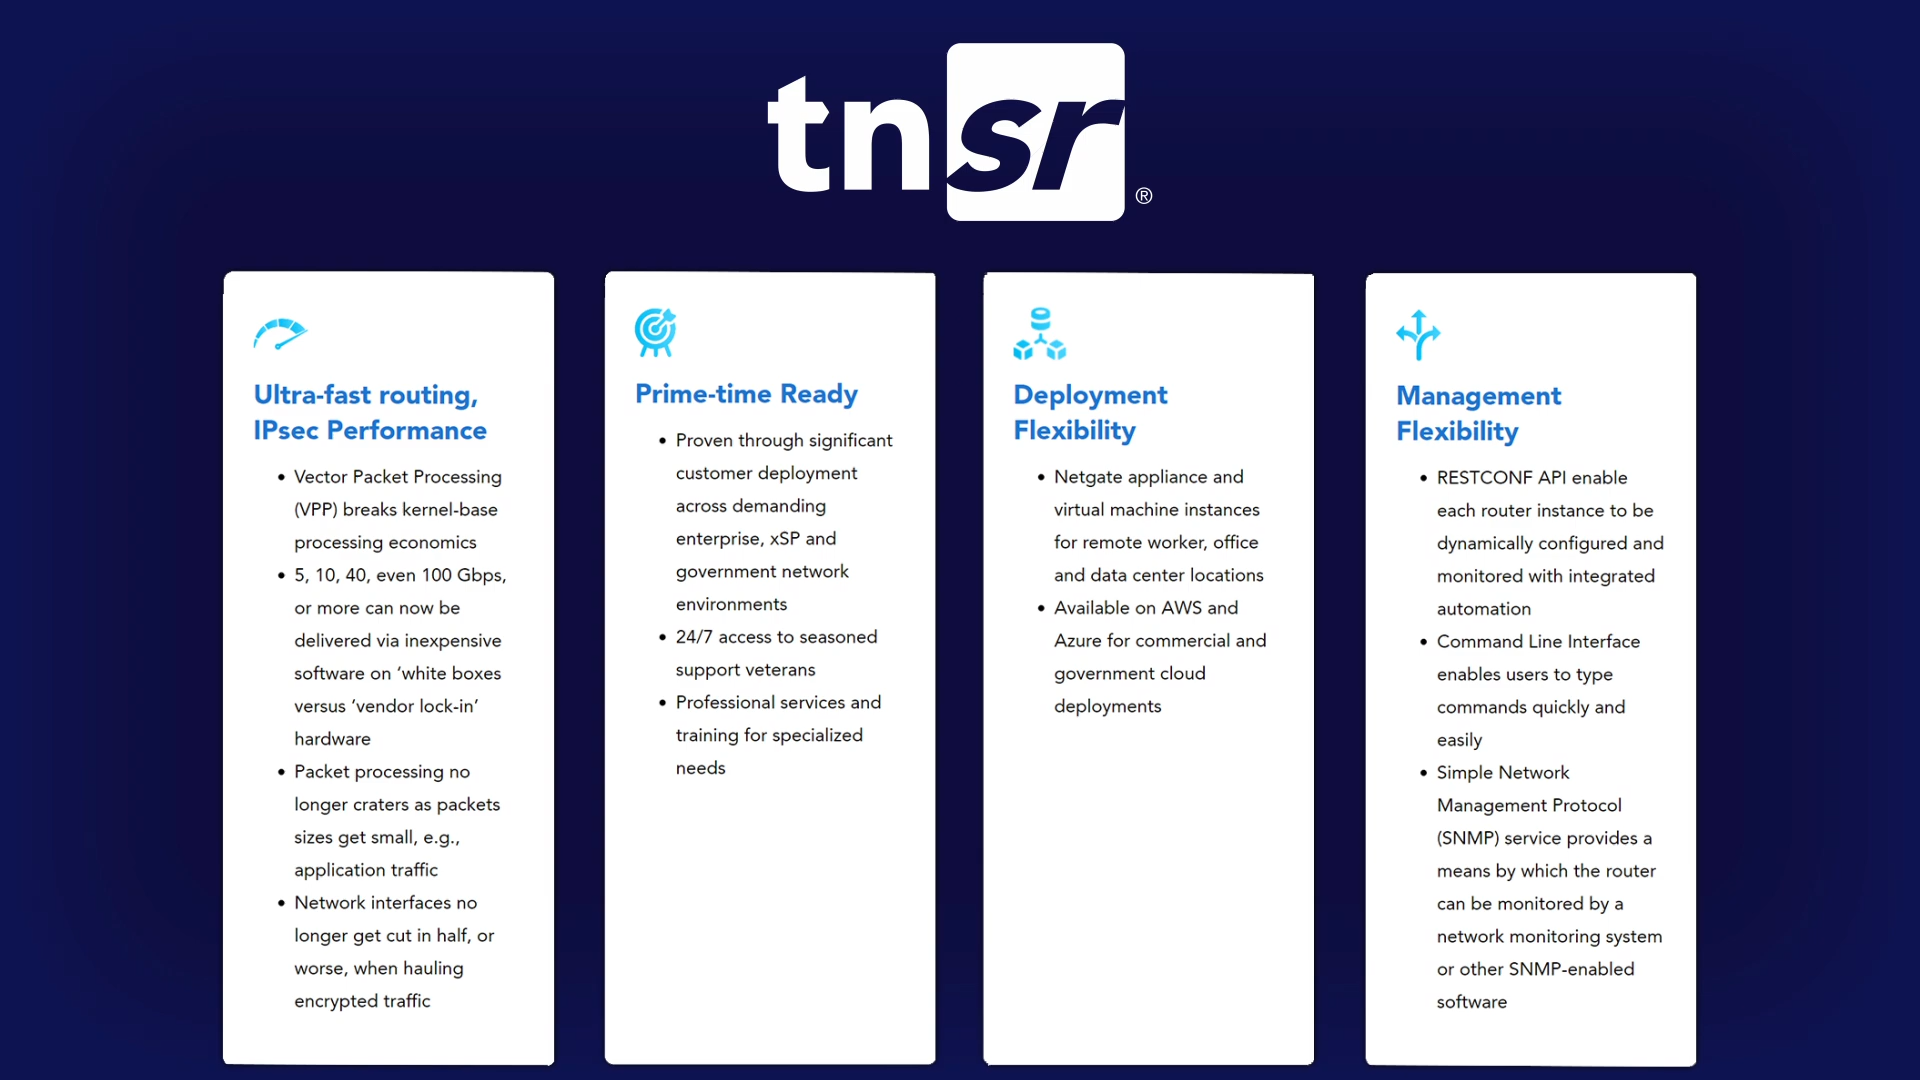 tnsr
®
Ultra-fast routing,
IPsec Performance
• Vector Packet Processing
(VPP) breaks kernel-base
processing economics
• 5, 10, 40, even 100 Gbps,
or more can now be
delivered via inexpensive
software on ‘white boxes
versus ‘vendor lock-in’
hardware
• Packet processing no
longer craters as packets
sizes get small, e.g.,
application traffic
• Network interfaces no
longer get cut in half, or
worse, when hauling
encrypted traffic
Prime-time Ready
• Proven through significant
customer deployment
across demanding
enterprise, xSP and
government network
environments
• 24/7 access to seasoned
support veterans
• Professional services and
training for specialized
needs
Deployment
Flexibility
• Netgate appliance and
virtual machine instances
for remote worker, office
and data center locations
• Available on AWS and
Azure for commercial and
government cloud
deployments
Management
Flexibility
• RESTCONF API enable
each router instance to be
dynamically configured and
monitored with integrated
automation
• Command Line Interface
enables users to type
commands quickly and
easily
• Simple Network
Management Protocol
(SNMP) service provides a
means by which the router
can be monitored by a
network monitoring system
or other SNMP-enabled
software